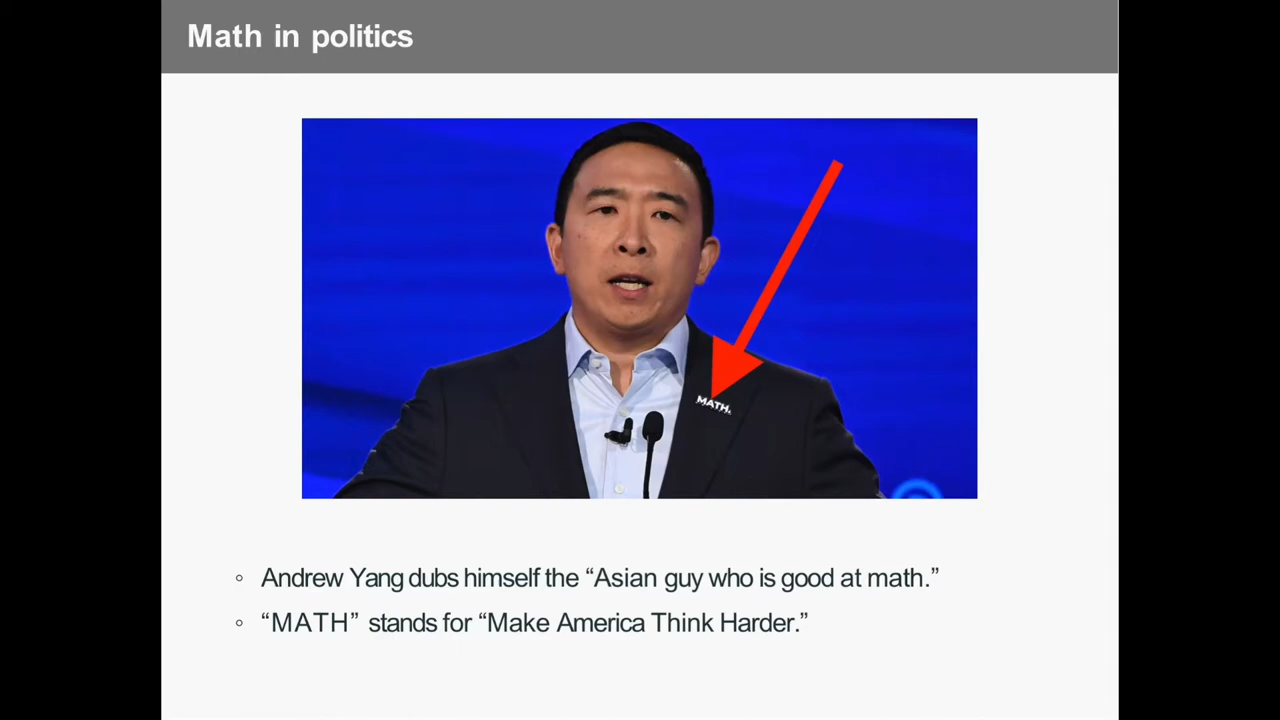 Math in politics
MATH.
Andrew Yang dubs himself the “Asian guy who is good at math.”
“MATH” stands for “Make America Think Harder.”